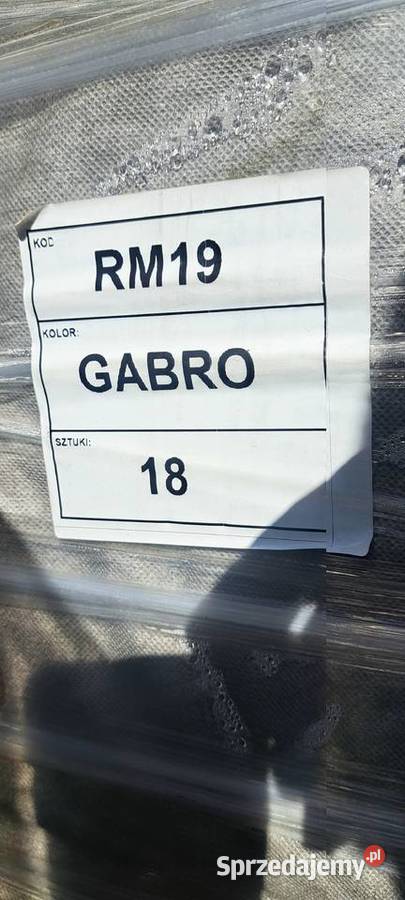 KOD
RM19
KOLOR:
GABRO
SZTUKI:
18
Sprzedajemy.pl